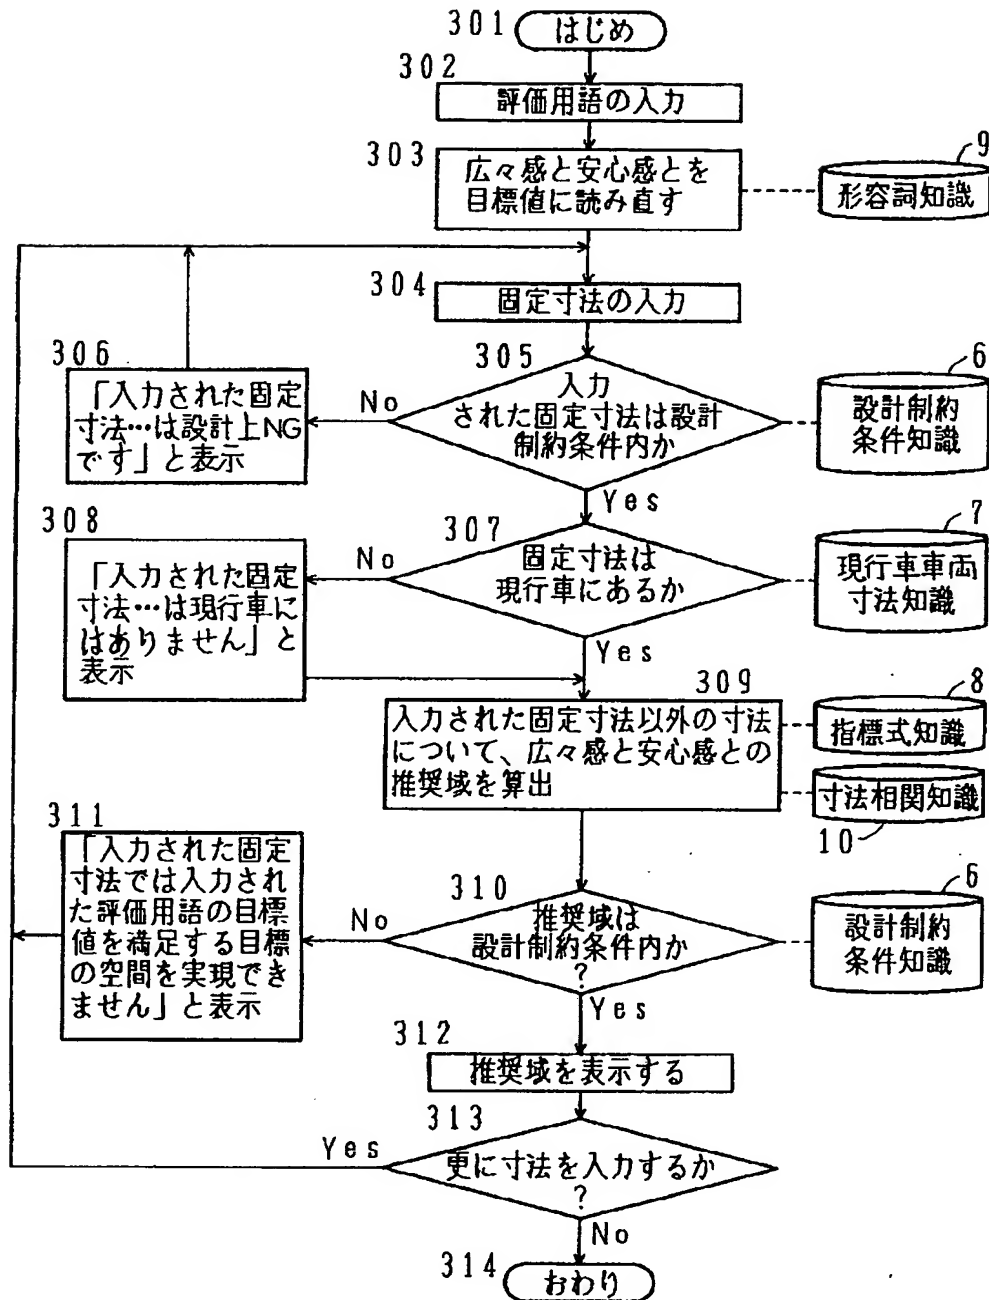 301
はじめ
302
評価用語の入力
303
広々感と安心感とを
目標値に読み直す
9
形容詞知識
304
固定寸法の入力
305
入力
された固定寸法は設計
制約条件内か
No
Yes
306
「入力された固定
寸法…は設計上NG
です」と表示
6
設計制約
条件知識
307
固定寸法は
現行車にあるか
No
Yes
308
「入力された固定
寸法…は現行車に
はありません」と
表示
7
現行車車両
寸法知識
309
入力された固定寸法以外の寸法
について、広々感と安心感との
推奨域を算出
8
指標式知識
寸法相関知識
10
310
推奨域は
設計制約条件内か
?
No
Yes
311
「入力された固定
寸法では入力され
た評価用語の目標
値を満足する目標
の空間を実現でき
ません」と表示
6
設計制約
条件知識
312
推奨域を表示する
313
更に寸法を入力するか
?
Yes
No
314
おわり